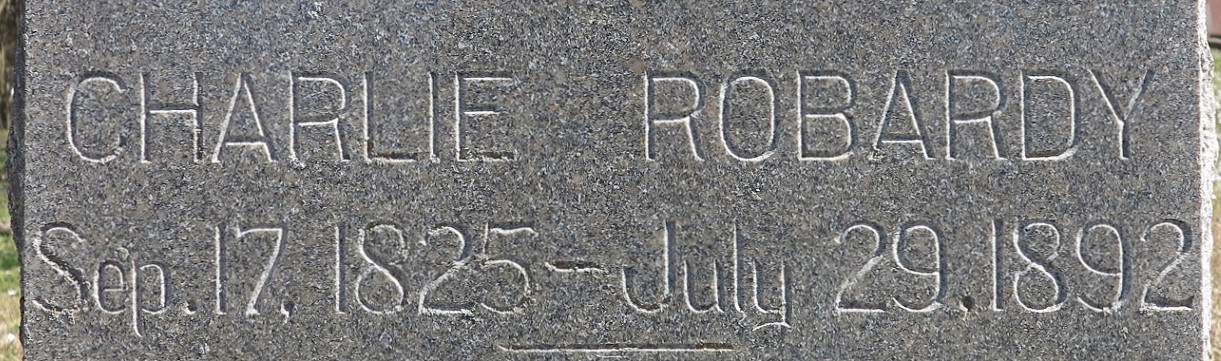 CHARLIE ROBARDY
Sep. 17, 1825 – July 29, 1892